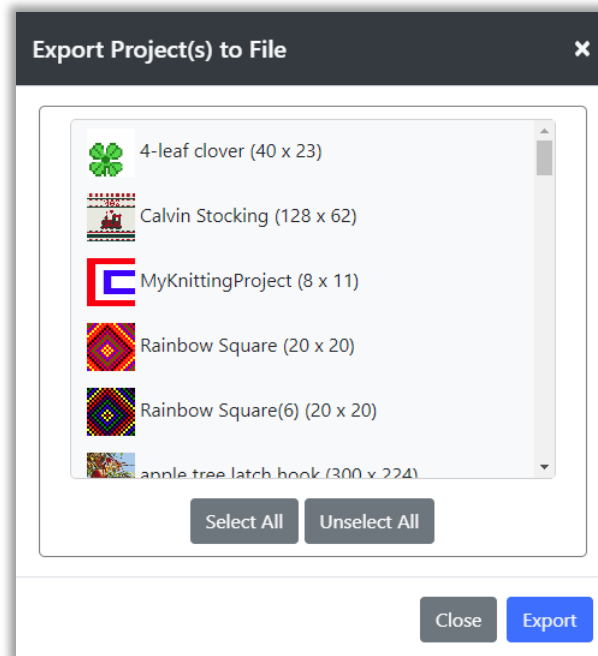 Export Project(s) to File
4-leaf clover (40 x 23)
Calvin Stocking (128 x 62)
MyKnittingProject (8 x 11)
Rainbow Square (20 x 20)
Rainbow Square(6) (20 x 20)
apple tree latch hook (300 x 224)
Select All Unselect All
Close Export